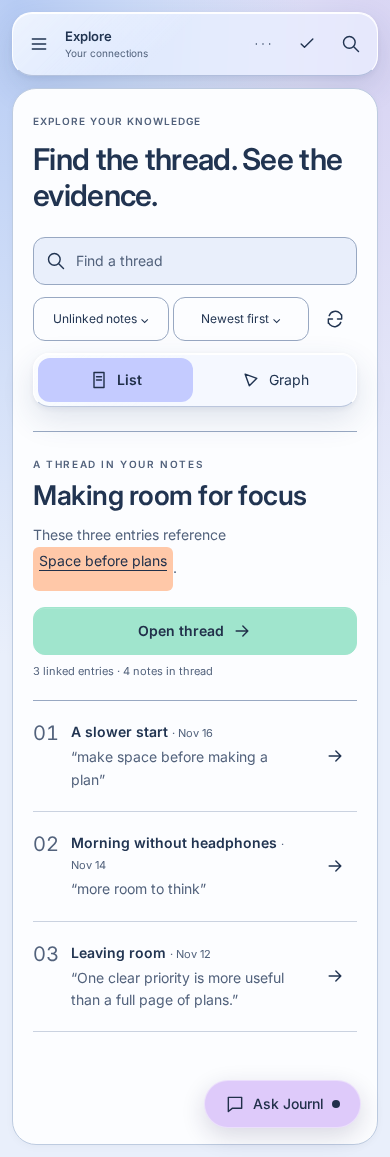 Explore
Your connections
...
EXPLORE YOUR KNOWLEDGE
Find the thread. See the
evidence.
Find a thread
Unlinked notes
Newest first
List
Graph
A THREAD IN YOUR NOTES
Making room for focus
These three entries reference
Space before plans.
Open thread →
3 linked entries · 4 notes in thread
01 A slower start · Nov 16
“make space before making a
plan”
→
02 Morning without headphones ·
Nov 14
“more room to think”
→
03 Leaving room · Nov 12
“One clear priority is more useful
than a full page of plans.”
→
Ask Journl